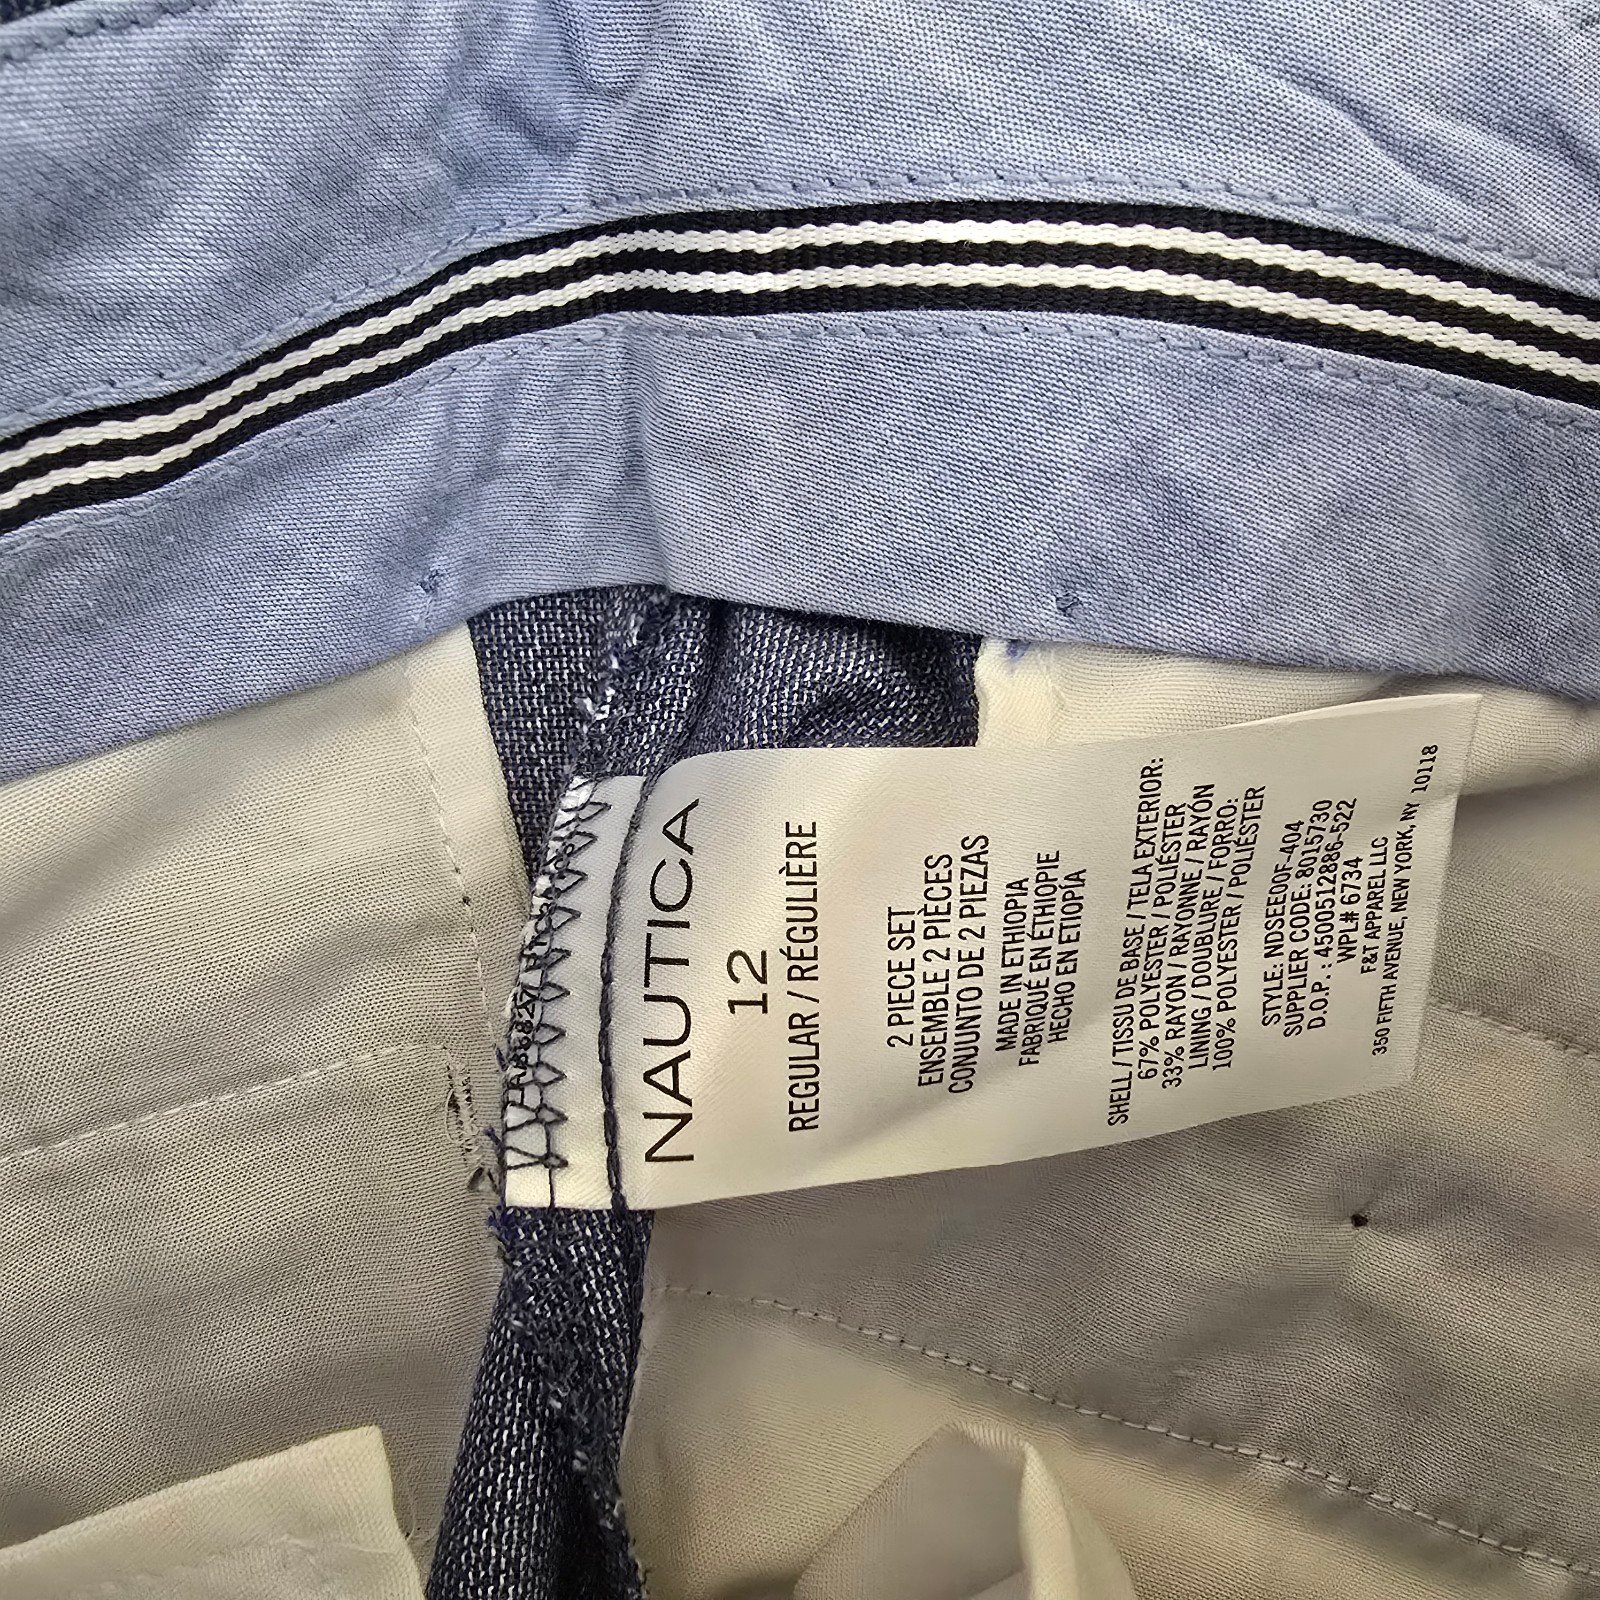 NAUTICA
12
REGULAR / RÉGULIÈRE
2 PIECE SET
ENSEMBLE 2 PIÈCES
CONJUNTO DE 2 PIEZAS
MADE IN ETHIOPIA
FABRIQUÉ EN ÉTHIOPIE
HECHO EN ETIOPÍA
SHELL / TISSU DE BASE / TELA EXTERIOR:
67% POLYESTER / POLIÉSTER
33% RAYON / RAYONNE / RAYÓN
LINING / DOUBLURE / FORRO:
100% POLYESTER / POLIÉSTER
STYLE: NDSEE00F-404
SUPPLIER CODE: 8015730
D.O.P. : 4500512886-522
WPL# 6734
F&T APPAREL LLC
350 FIFTH AVENUE, NEW YORK, NY 10118